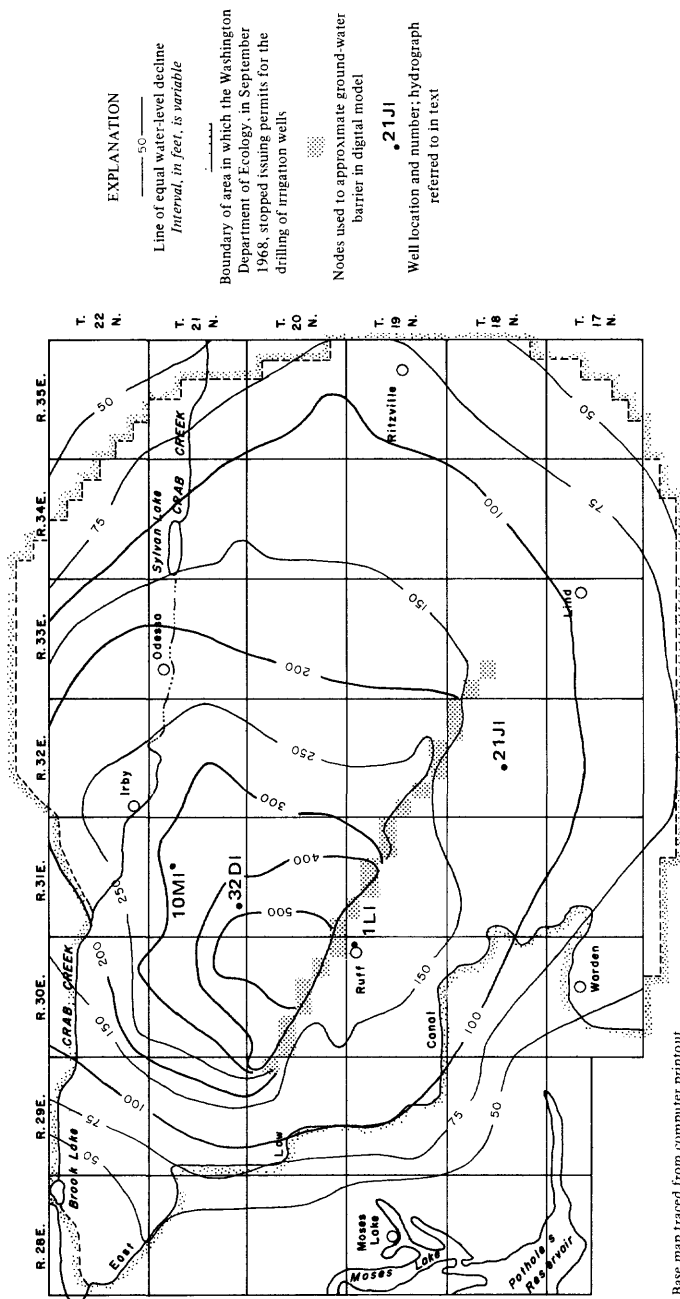 R.28E. R.29E. R.30E. R.31E. R.32E. R.33E. R.34E. R.35E.
T.
22
N.
T.
21
N.
T.
20
N.
T.
19
N.
T.
18
N.
T.
17
N.
Brook Lake
CRAB CREEK
Irby
Odessa
Sylvan Lake
CRAB CREEK
East
Low
Canal
Moses Lake
Moses Lake
Potholes Reservoir
Ruff
Warden
Lind
Ritzville
10M1
32D1
1L1
21J1
50
75
100
150
200
250
250
300
400
500
200
150
150
100
75
50
150
100
75
50
75
50
EXPLANATION
50
Line of equal water-level decline
Interval, in feet, is variable
Boundary of area in which the Washington
Department of Ecology, in September
1968, stopped issuing permits for the
drilling of irrigation wells
Nodes used to approximate ground-water
barrier in digital model
21J1
Well location and number; hydrograph
referred to in text
Base map traced from computer printout